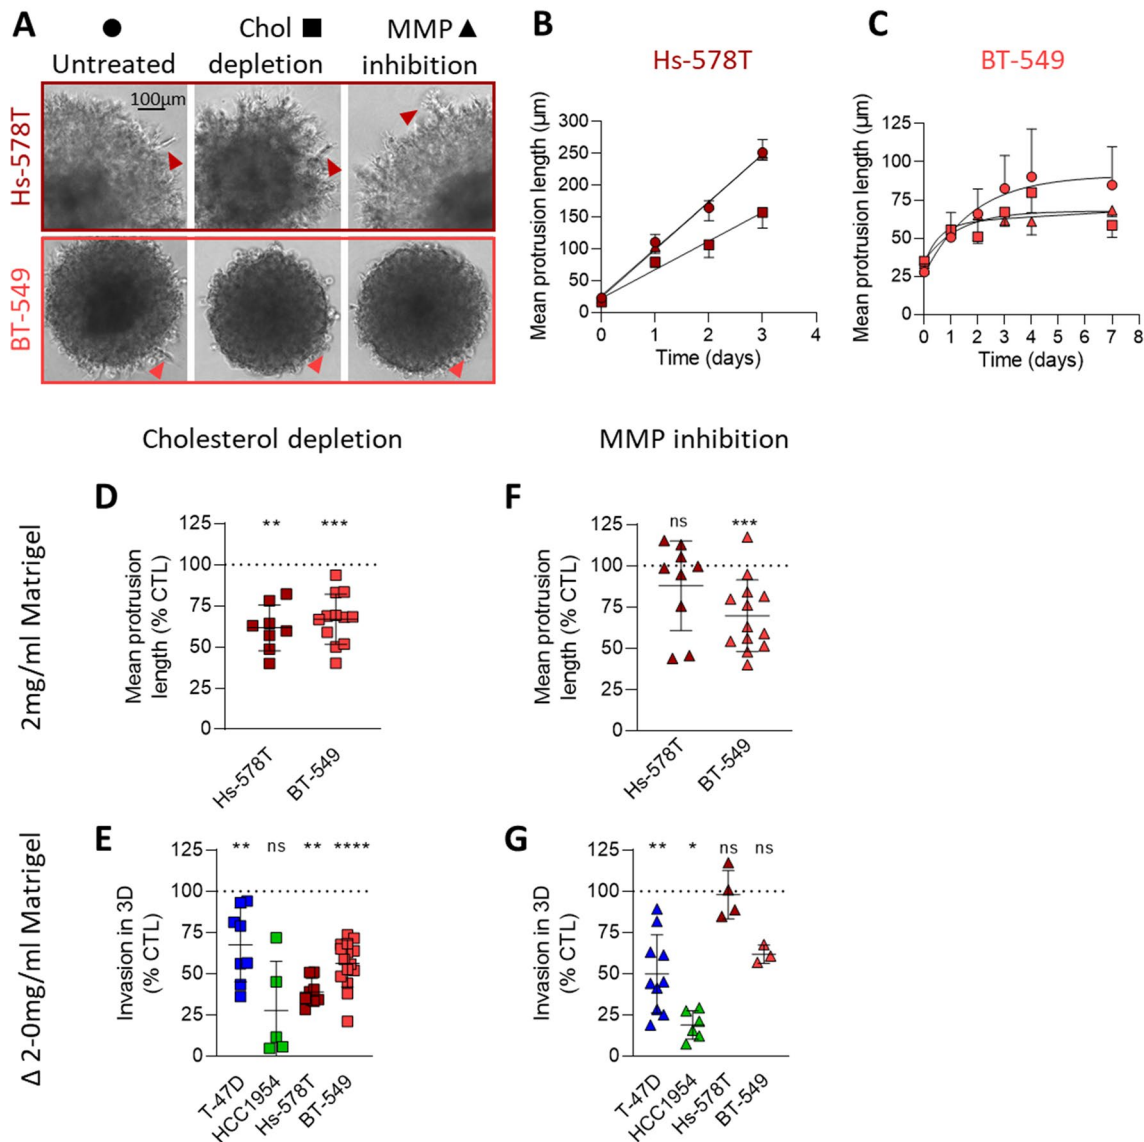 A
Untreated
Chol
depletion
MMP
inhibition
Hs-578T
100µm
BT-549
B
Hs-578T
Mean protrusion length (µm)
300
250
200
150
100
50
0
0 1 2 3 4
Time (days)
C
BT-549
Mean protrusion length (µm)
125
100
75
50
25
0
0 1 2 3 4 5 6 7 8
Time (days)
Cholesterol depletion
MMP inhibition
2mg/ml Matrigel
D
Mean protrusion
length (% CTL)
** ***
125
100
75
50
25
0
Hs-578T
BT-549
F
Mean protrusion
length (% CTL)
ns ***
125
100
75
50
25
0
Hs-578T
BT-549
Δ 2-0mg/ml Matrigel
E
Invasion in 3D
(% CTL)
** ns ** ****
125
100
75
50
25
0
T-47D
HCC1954
Hs-578T
BT-549
G
Invasion in 3D
(% CTL)
** * ns ns
125
100
75
50
25
0
T-47D
HCC1954
Hs-578T
BT-549